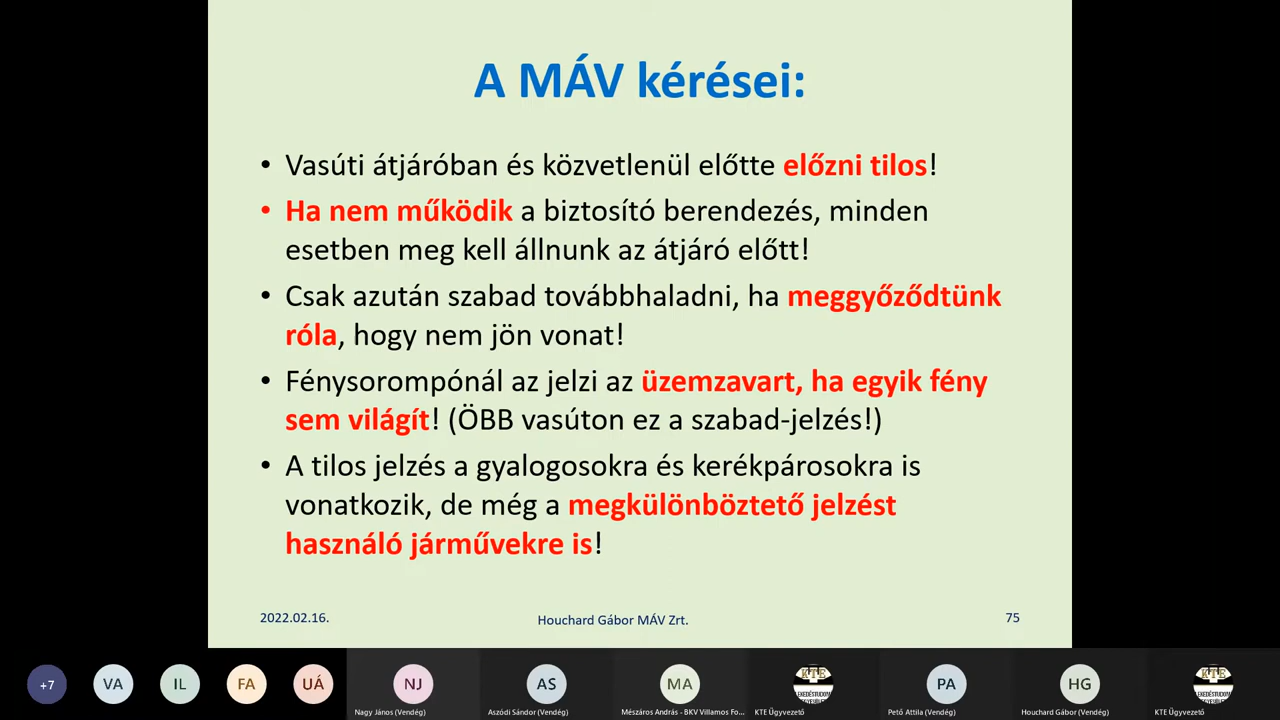 A MÁV kérései:
• Vasúti átjáróban és közvetlenül előtte előzni tilos!
• Ha nem működik a biztosító berendezés, minden
esetben meg kell állnunk az átjáró előtt!
• Csak azután szabad továbbhaladni, ha meggyőződtünk
róla, hogy nem jön vonat!
• Fénysorompónál az jelzi az üzemzavart, ha egyik fény
sem világít! (ÖBB vasúton ez a szabad-jelzés!)
• A tilos jelzés a gyalogosokra és kerékpárosokra is
vonatkozik, de még a megkülönböztető jelzést
használó járművekre is!
2022.02.16. Houchard Gábor MÁV Zrt. 75
+7 VA IL FA UÁ NJ AS MA KTE PA HG KTE
Nagy János (Vendég) Aszódi Sándor (Vendég) Mészáros András - BKV Villamos Fo... KTE Ügyvezető Pető Attila (Vendég) Houchard Gábor (Vendég) KTE Ügyvezető